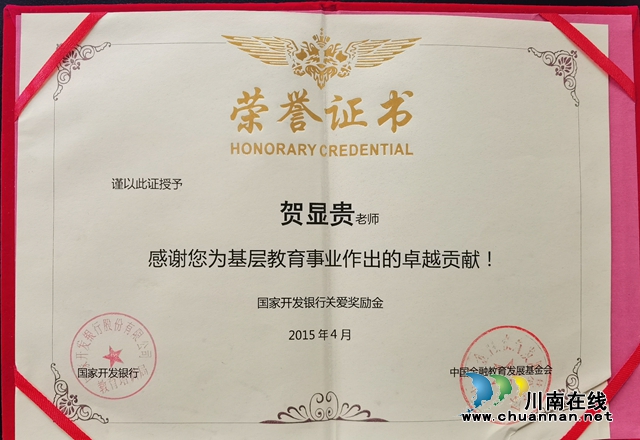 荣誉证书
HONORARY CREDENTIAL
谨以此证授予
贺显贵老师
感谢您为基层教育事业作出的卓越贡献！
国家开发银行关爱奖励金
2015年4月
国家开发银行
中国金融教育发展基金会
川南在线
www.chuannan.net